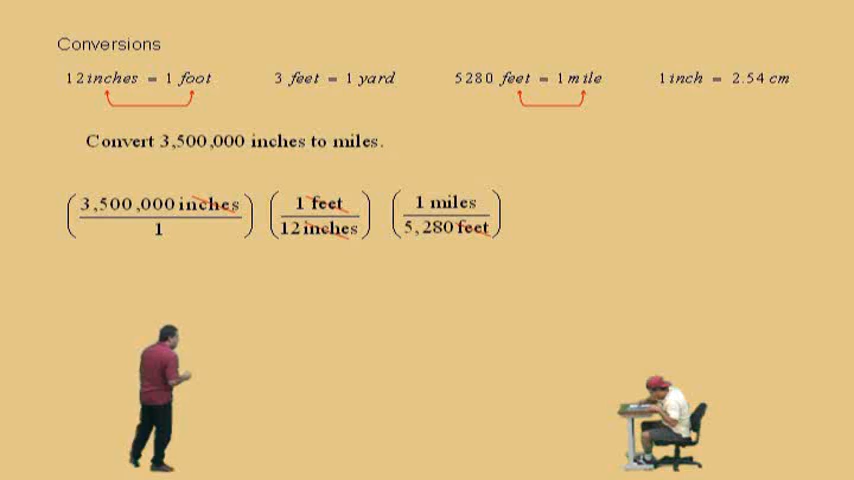 Conversions
12 inches = 1 foot 3 feet = 1 yard 5280 feet = 1 mile 1 inch = 2.54 cm
Convert 3,500,000 inches to miles.
(3,500,000 inches / 1) (1 feet / 12 inches) (1 miles / 5,280 feet)